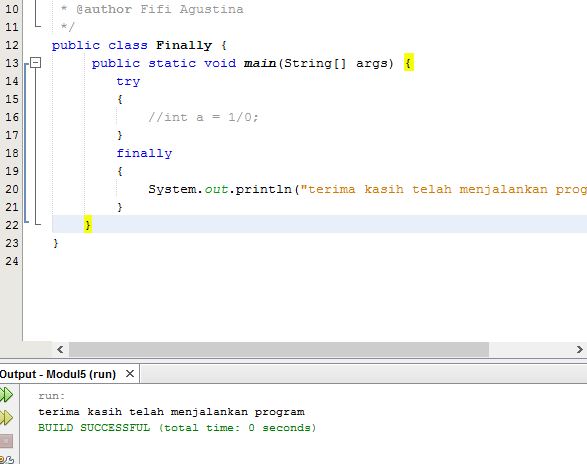 10 * @author Fifi Agustina
11 */
12 public class Finally {
13 public static void main(String[] args) {
14 try
15 {
16 //int a = 1/0;
17 }
18 finally
19 {
20 System.out.println("terima kasih telah menjalankan prog
21 }
22 }
23 }
24
Output - Modul5 (run) ×
run:
terima kasih telah menjalankan program
BUILD SUCCESSFUL (total time: 0 seconds)